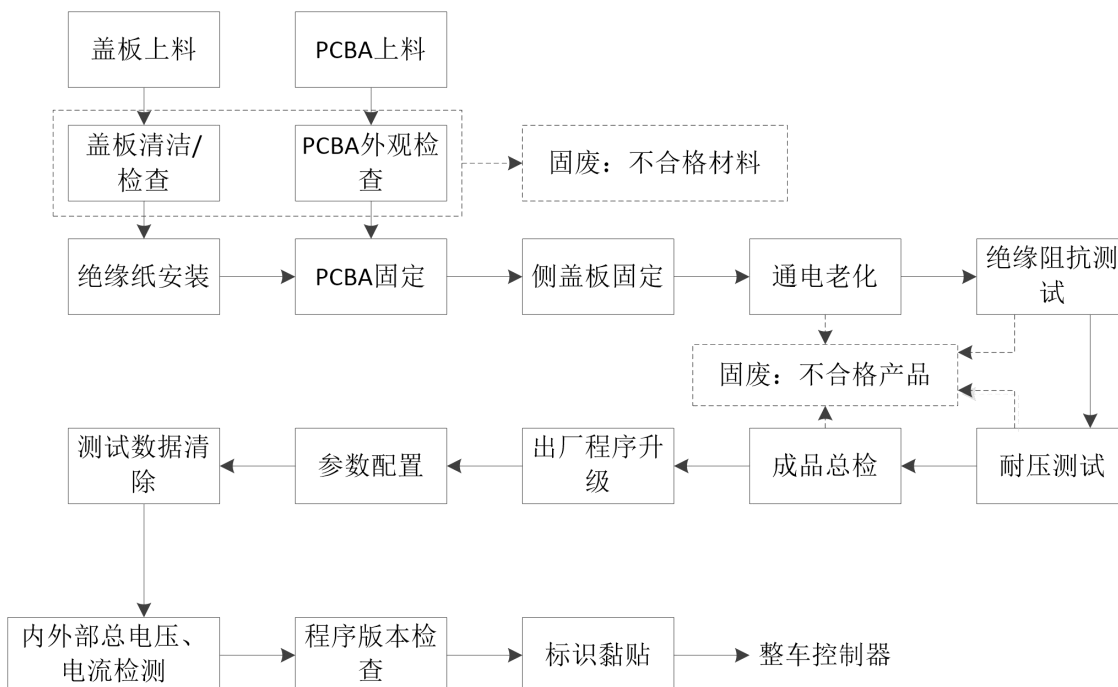 盖板上料
PCBA上料
盖板清洁/
检查
PCBA外观检
查
固废：不合格材料
绝缘纸安装
PCBA固定
侧盖板固定
通电老化
绝缘阻抗测
试
固废：不合格产品
测试数据清
除
参数配置
出厂程序升
级
成品总检
耐压测试
内外部总电压、
电流检测
程序版本检
查
标识黏贴
整车控制器